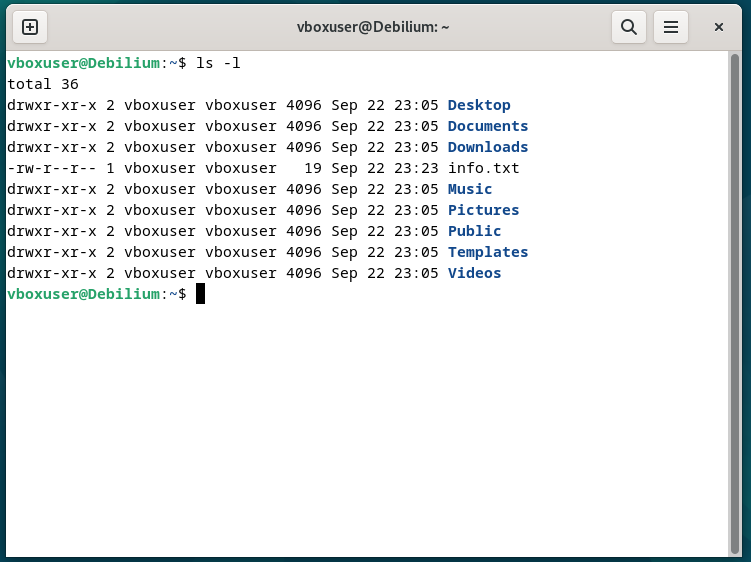 vboxuser@Debilium: ~
vboxuser@Debilium:~$ ls -l
total 36
drwxr-xr-x 2 vboxuser vboxuser 4096 Sep 22 23:05 Desktop
drwxr-xr-x 2 vboxuser vboxuser 4096 Sep 22 23:05 Documents
drwxr-xr-x 2 vboxuser vboxuser 4096 Sep 22 23:05 Downloads
-rw-r--r-- 1 vboxuser vboxuser   19 Sep 22 23:23 info.txt
drwxr-xr-x 2 vboxuser vboxuser 4096 Sep 22 23:05 Music
drwxr-xr-x 2 vboxuser vboxuser 4096 Sep 22 23:05 Pictures
drwxr-xr-x 2 vboxuser vboxuser 4096 Sep 22 23:05 Public
drwxr-xr-x 2 vboxuser vboxuser 4096 Sep 22 23:05 Templates
drwxr-xr-x 2 vboxuser vboxuser 4096 Sep 22 23:05 Videos
vboxuser@Debilium:~$